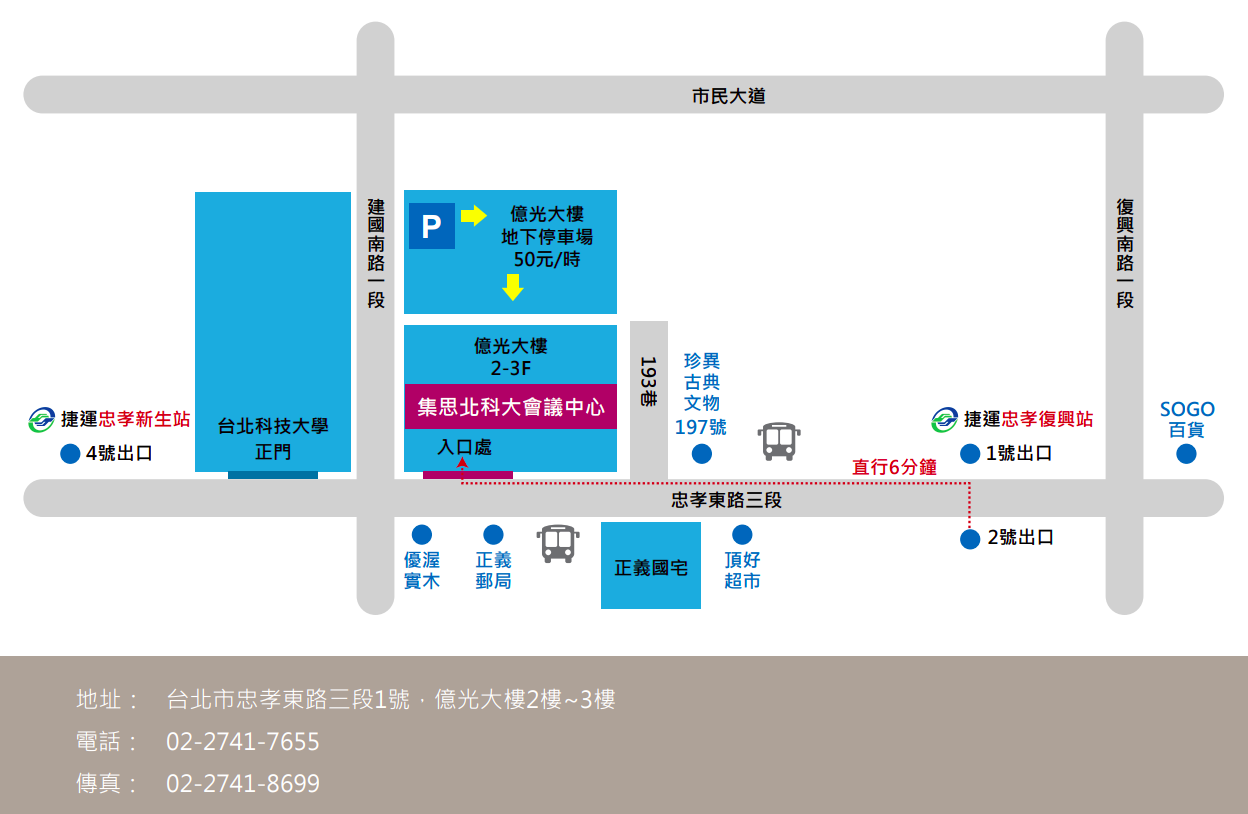 市民大道
建國南路一段
復興南路一段
P
億光大樓
地下停車場
50元/時
億光大樓
2-3F
集思北科大會議中心
入口處
193巷
珍異
古典
文物
197號
捷運忠孝新生站
4號出口
台北科技大學
正門
捷運忠孝復興站
1號出口
SOGO
百貨
直行6分鐘
忠孝東路三段
2號出口
優渥
實木
正義
郵局
正義國宅
頂好
超市
地址： 台北市忠孝東路三段1號．億光大樓2樓~3樓
電話： 02-2741-7655
傳真： 02-2741-8699